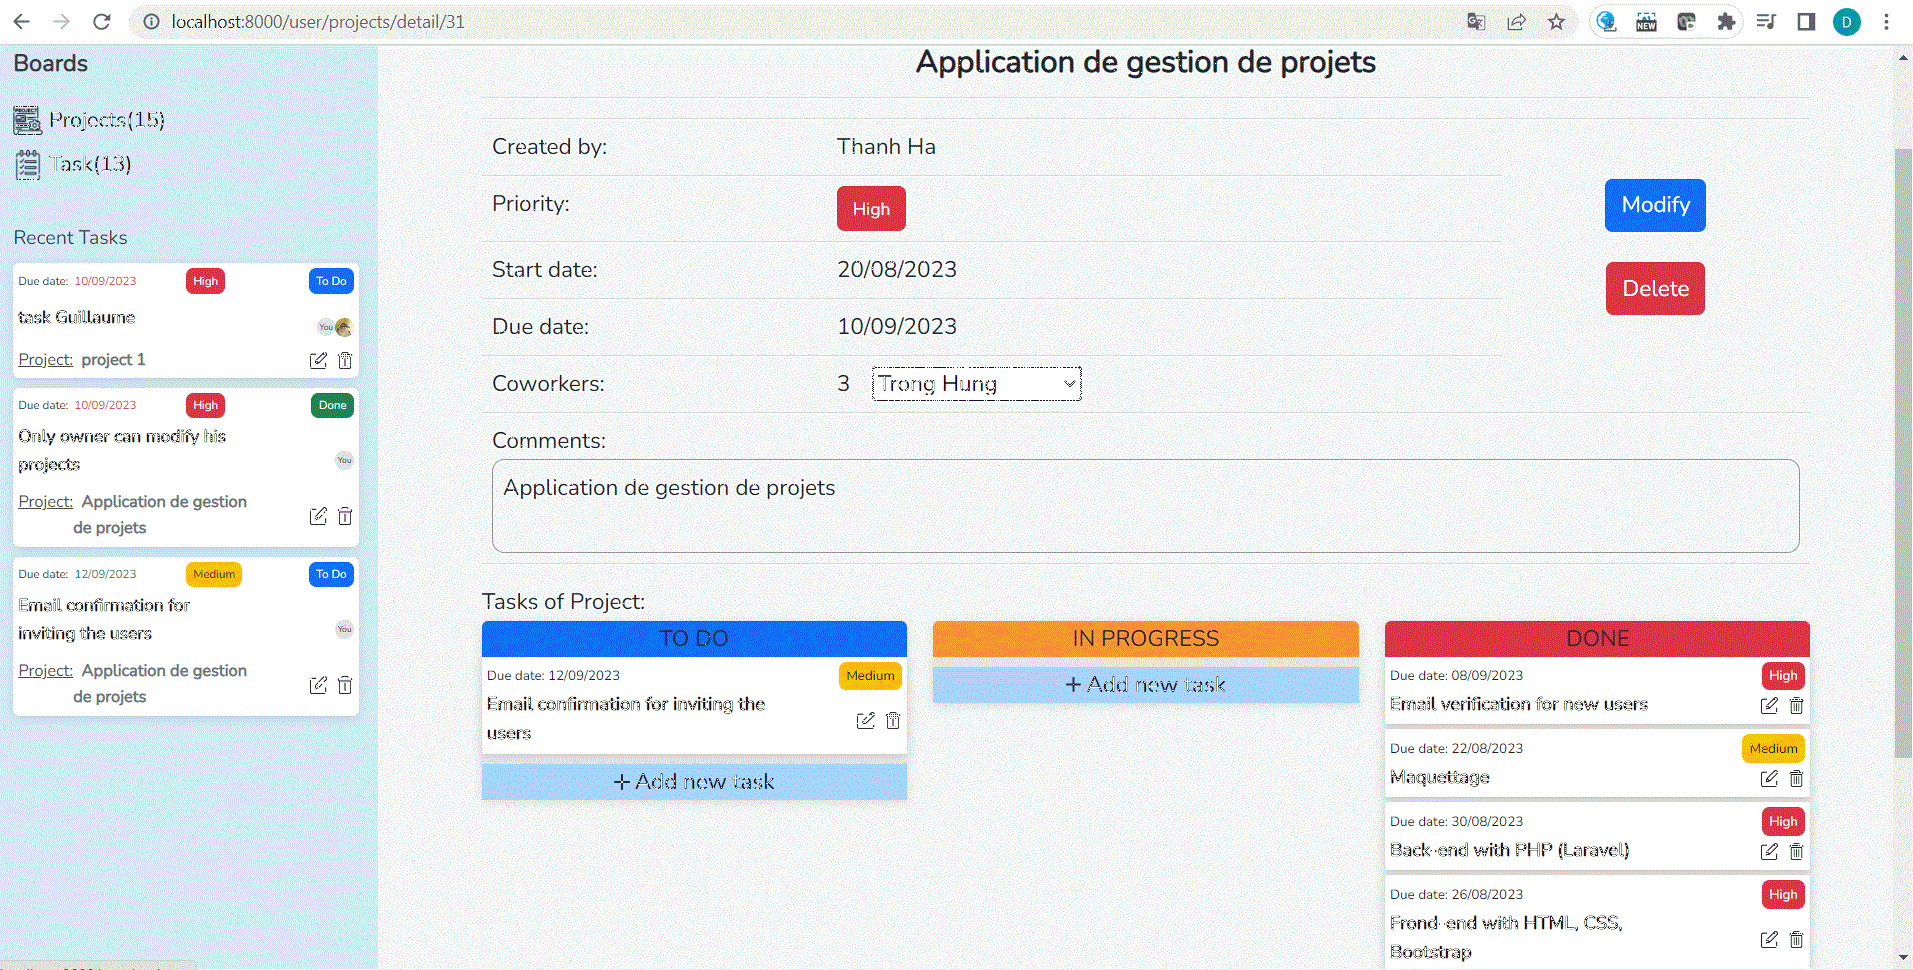 localhost:8000/user/projects/detail/31
NEW
D
Boards
Projects(15)
Task(13)
Recent Tasks
Due date: 10/09/2023 High To Do
task Guillaume
You
Project: project 1
Due date: 10/09/2023 High Done
Only owner can modify his
projects
You
Project: Application de gestion
de projets
Due date: 12/09/2023 Medium To Do
Email confirmation for
inviting the users
You
Project: Application de gestion
de projets
Application de gestion de projets
Created by: Thanh Ha
Priority: High
Start date: 20/08/2023
Due date: 10/09/2023
Coworkers: 3 Trong Hung
Modify
Delete
Comments:
Application de gestion de projets
Tasks of Project:
TO DO
Due date: 12/09/2023 Medium
Email confirmation for inviting the
users
+ Add new task
IN PROGRESS
+ Add new task
DONE
Due date: 08/09/2023 High
Email verification for new users
Due date: 22/08/2023 Medium
Maquettage
Due date: 30/08/2023 High
Back-end with PHP (Laravel)
Due date: 26/08/2023 High
Frond-end with HTML, CSS,
Bootstrap